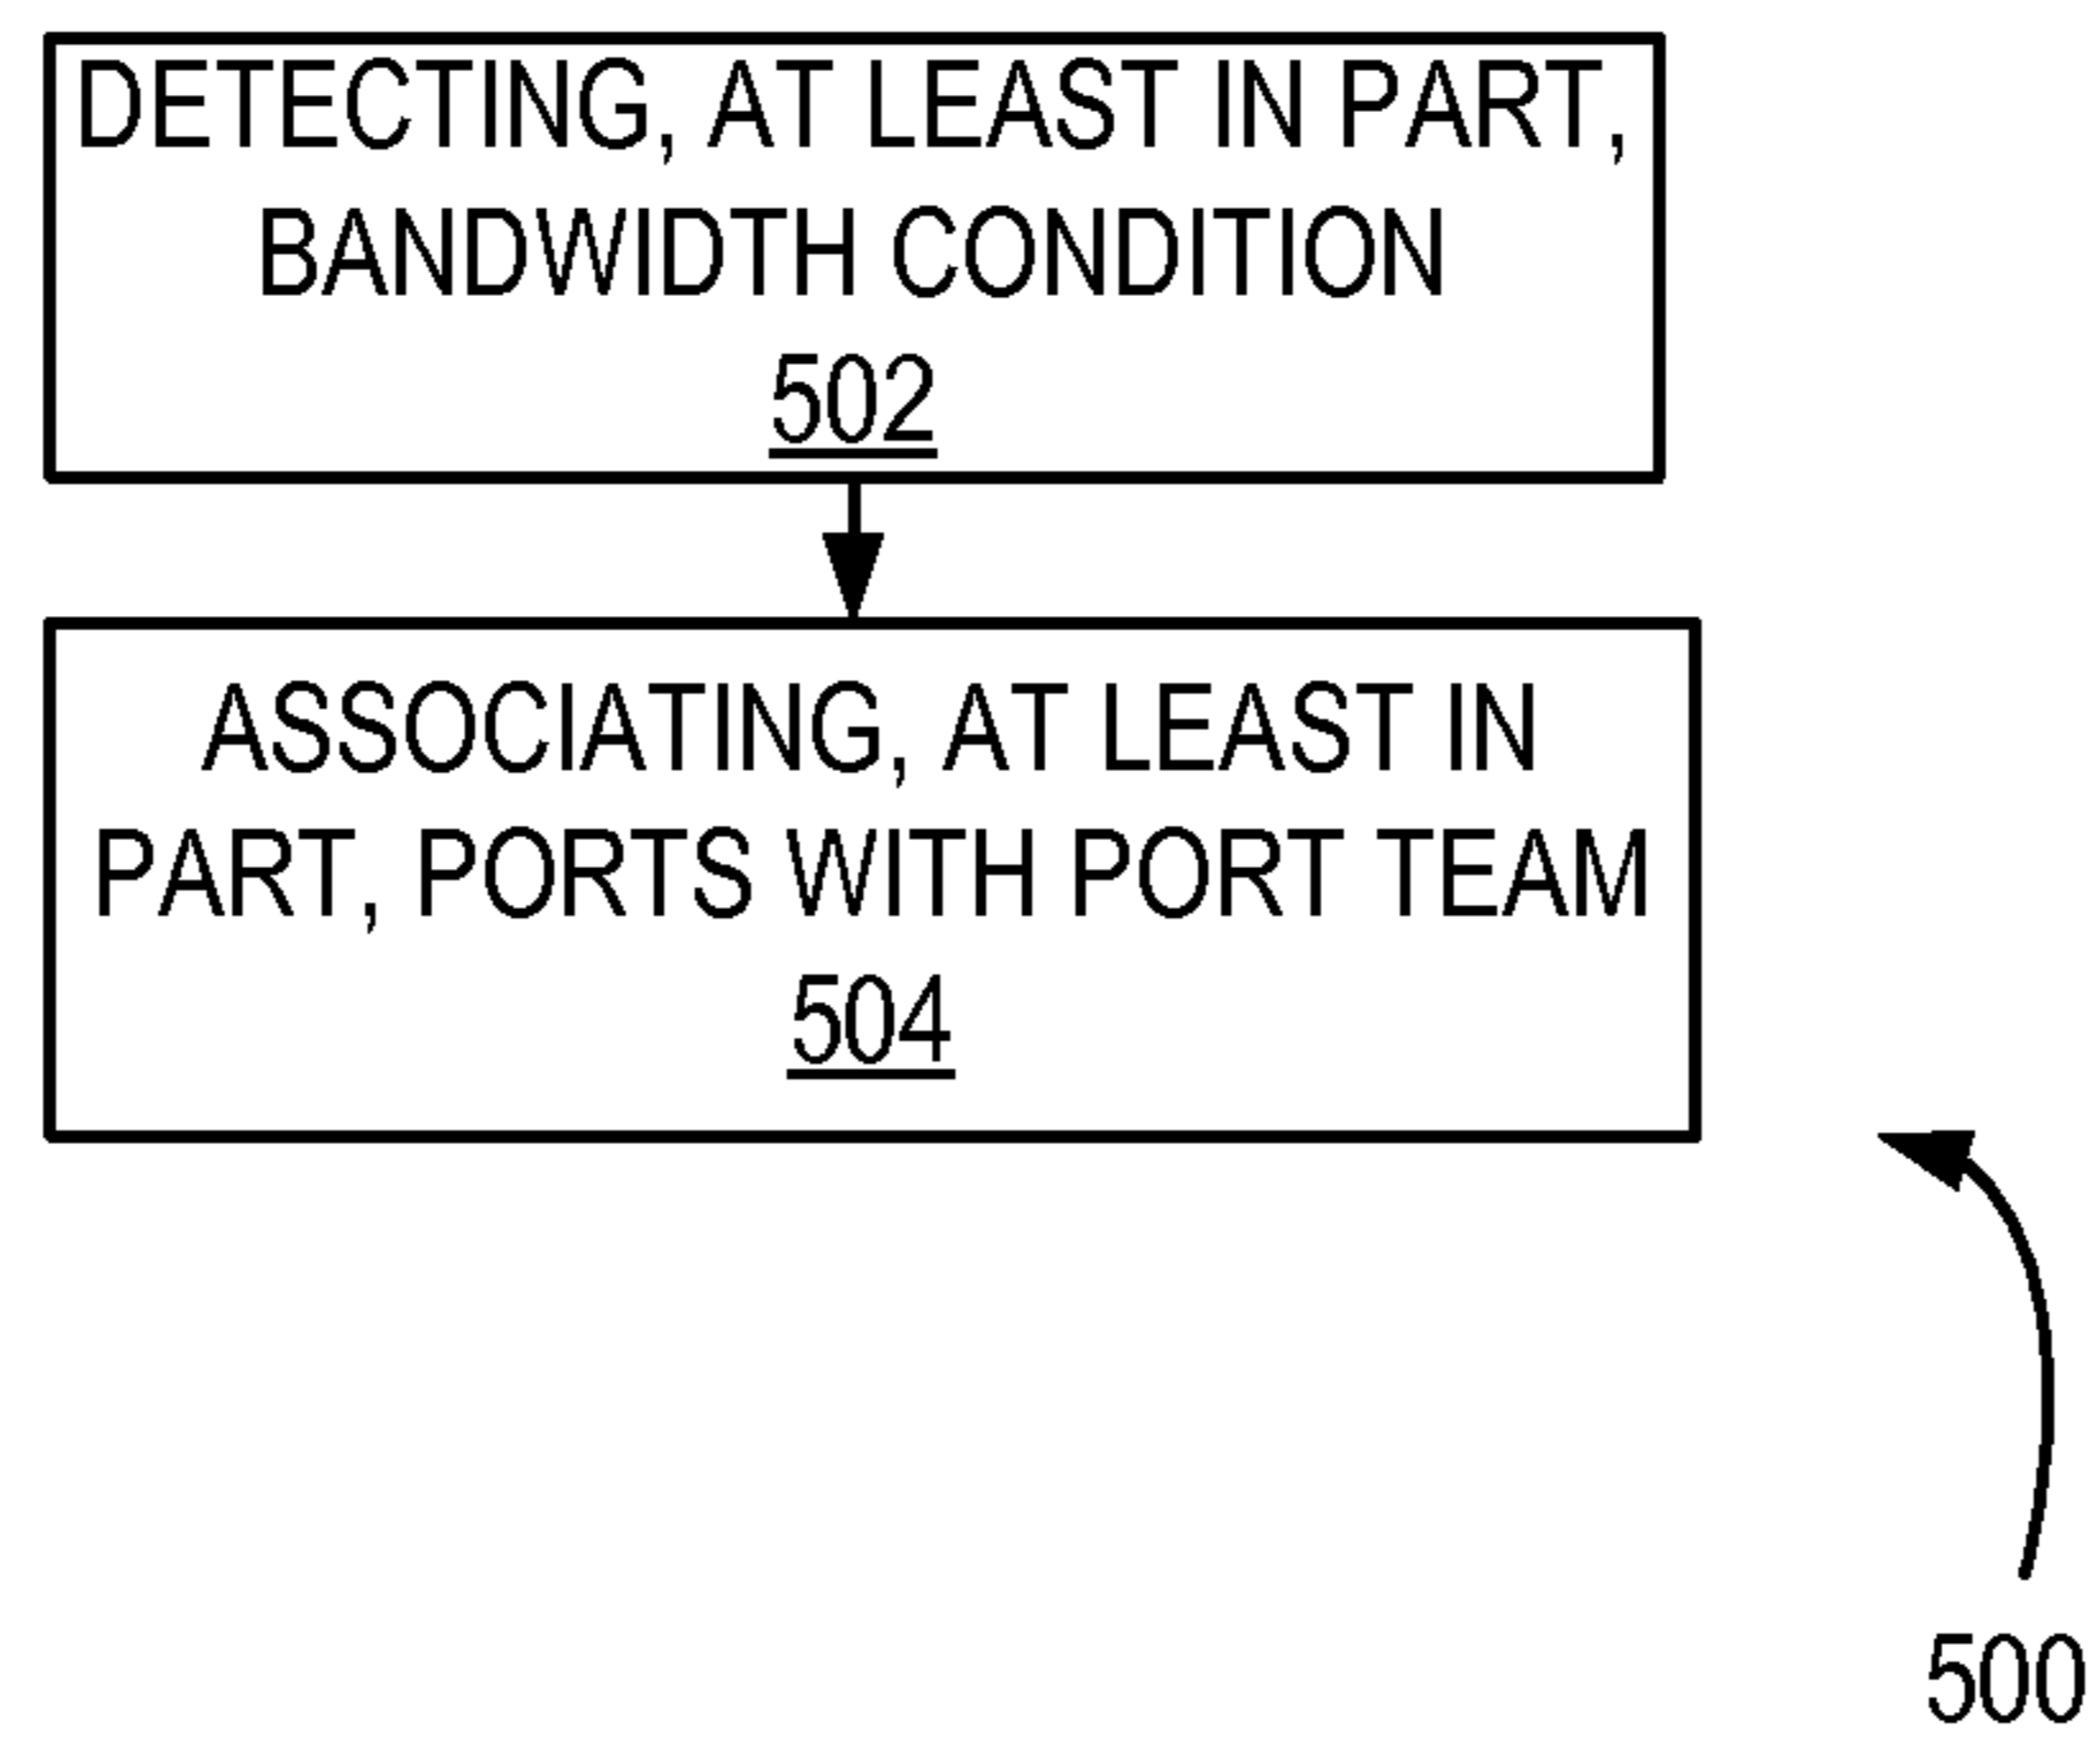 DETECTING, AT LEAST IN PART,
BANDWIDTH CONDITION
502
ASSOCIATING, AT LEAST IN
PART, PORTS WITH PORT TEAM
504
500